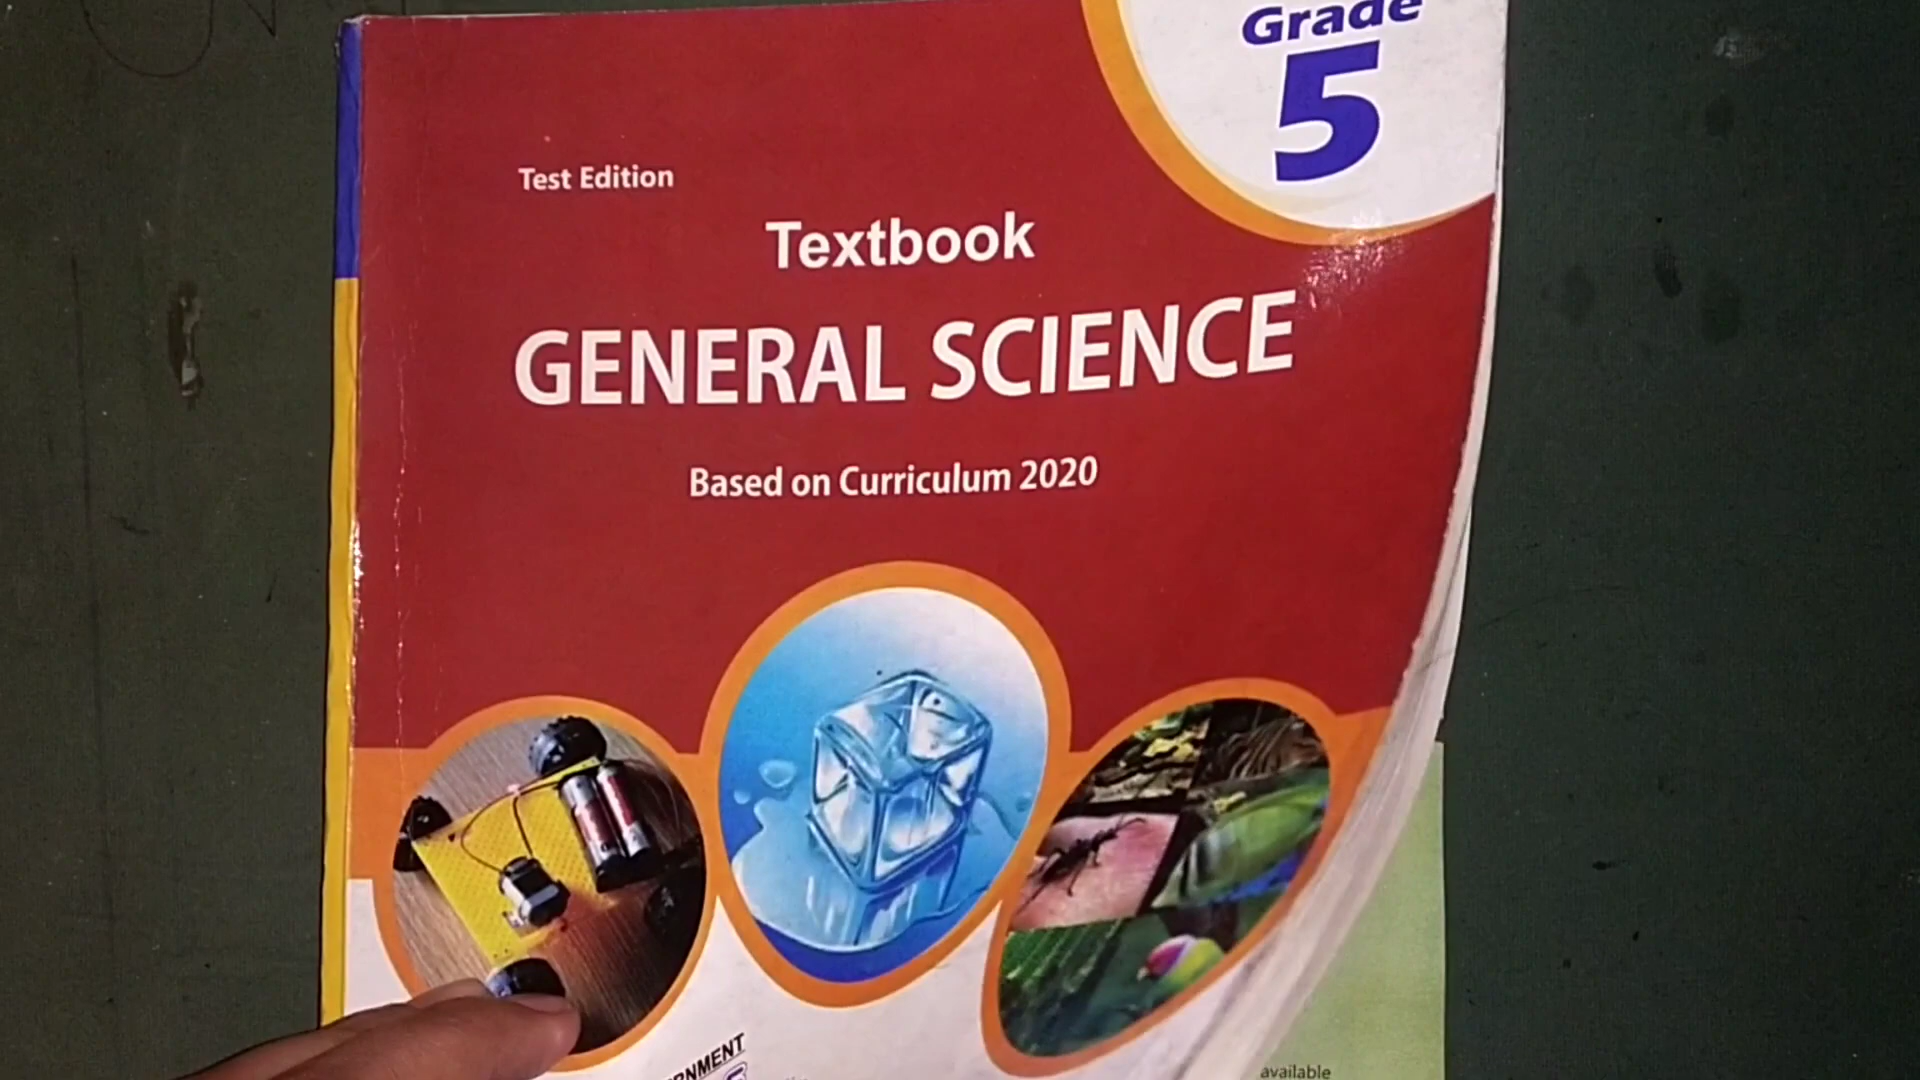 Grade
5
Test Edition
Textbook
GENERAL SCIENCE
Based on Curriculum 2020
available